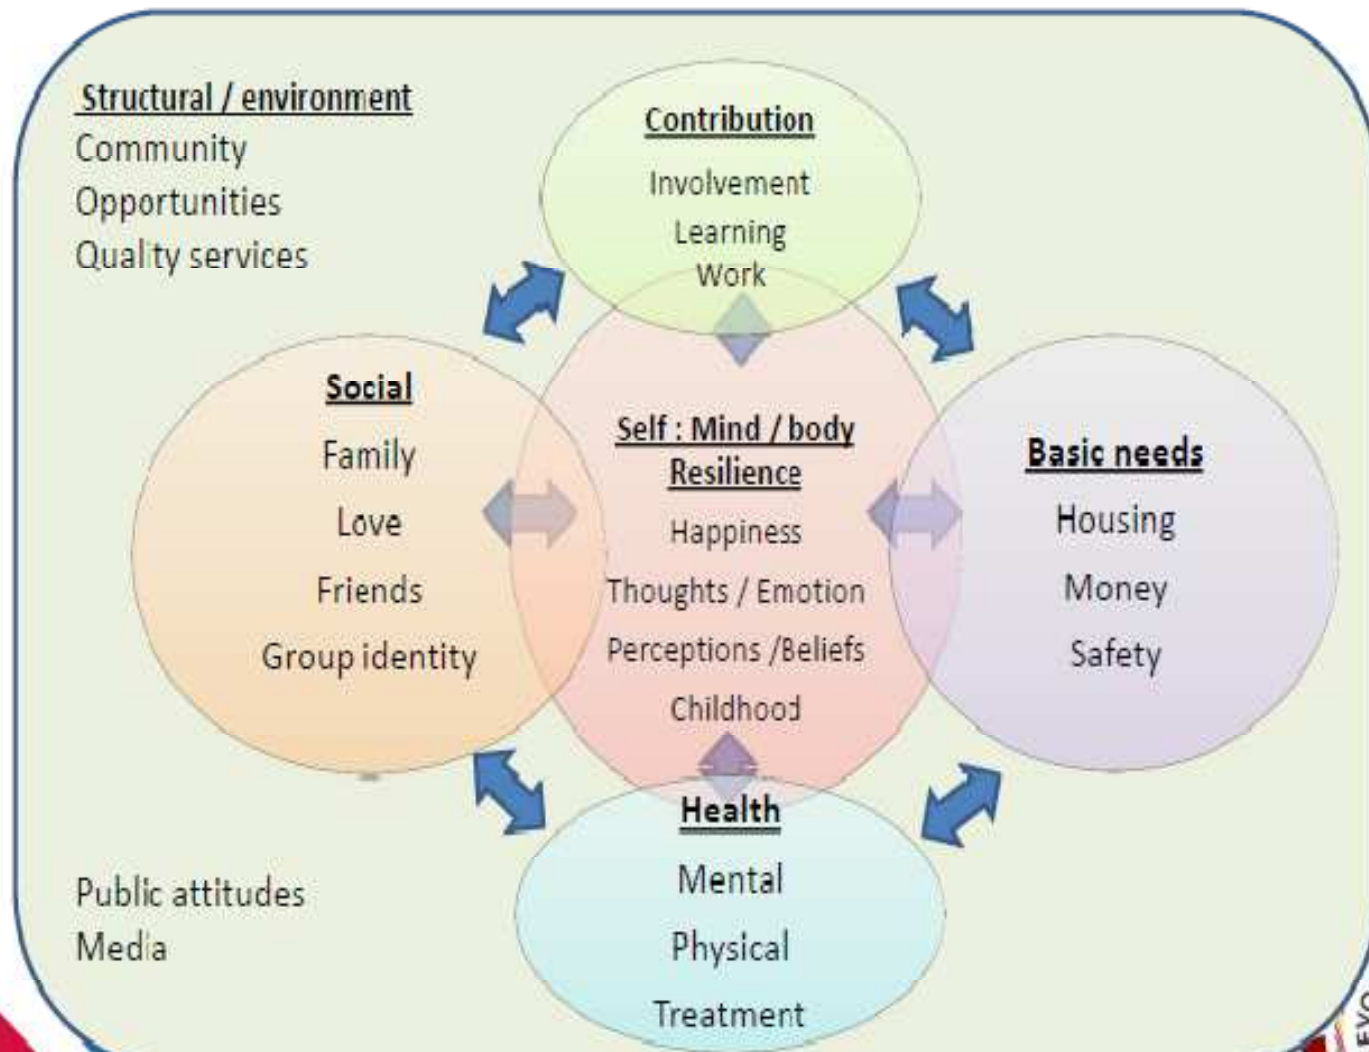 Structural / environment
Community
Opportunities
Quality services
Contribution
Involvement
Learning
Work
Social
Family
Love
Friends
Group identity
Self : Mind / body
Resilience
Happiness
Thoughts / Emotion
Perceptions /Beliefs
Childhood
Basic needs
Housing
Money
Safety
Health
Mental
Physical
Treatment
Public attitudes
Media